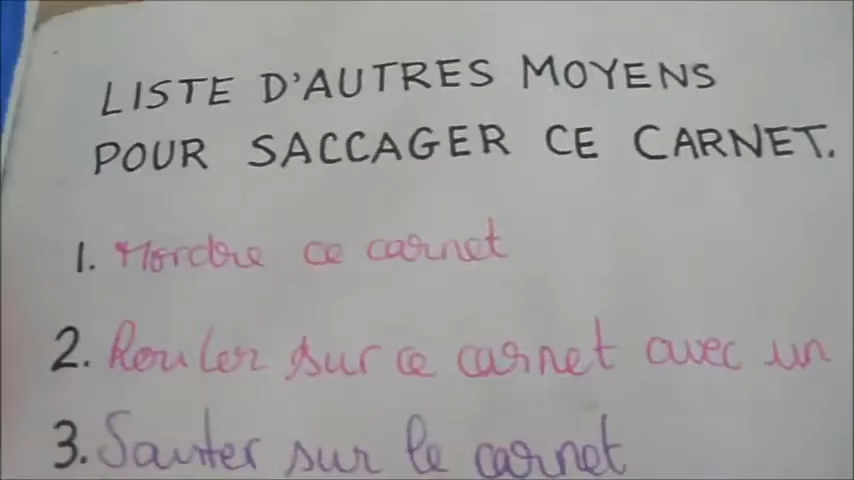 LISTE D'AUTRES MOYENS
POUR SACCAGER CE CARNET.
1. Mordre ce carnet
2. Rouler sur ce carnet avec un
3. Sauter sur le carnet